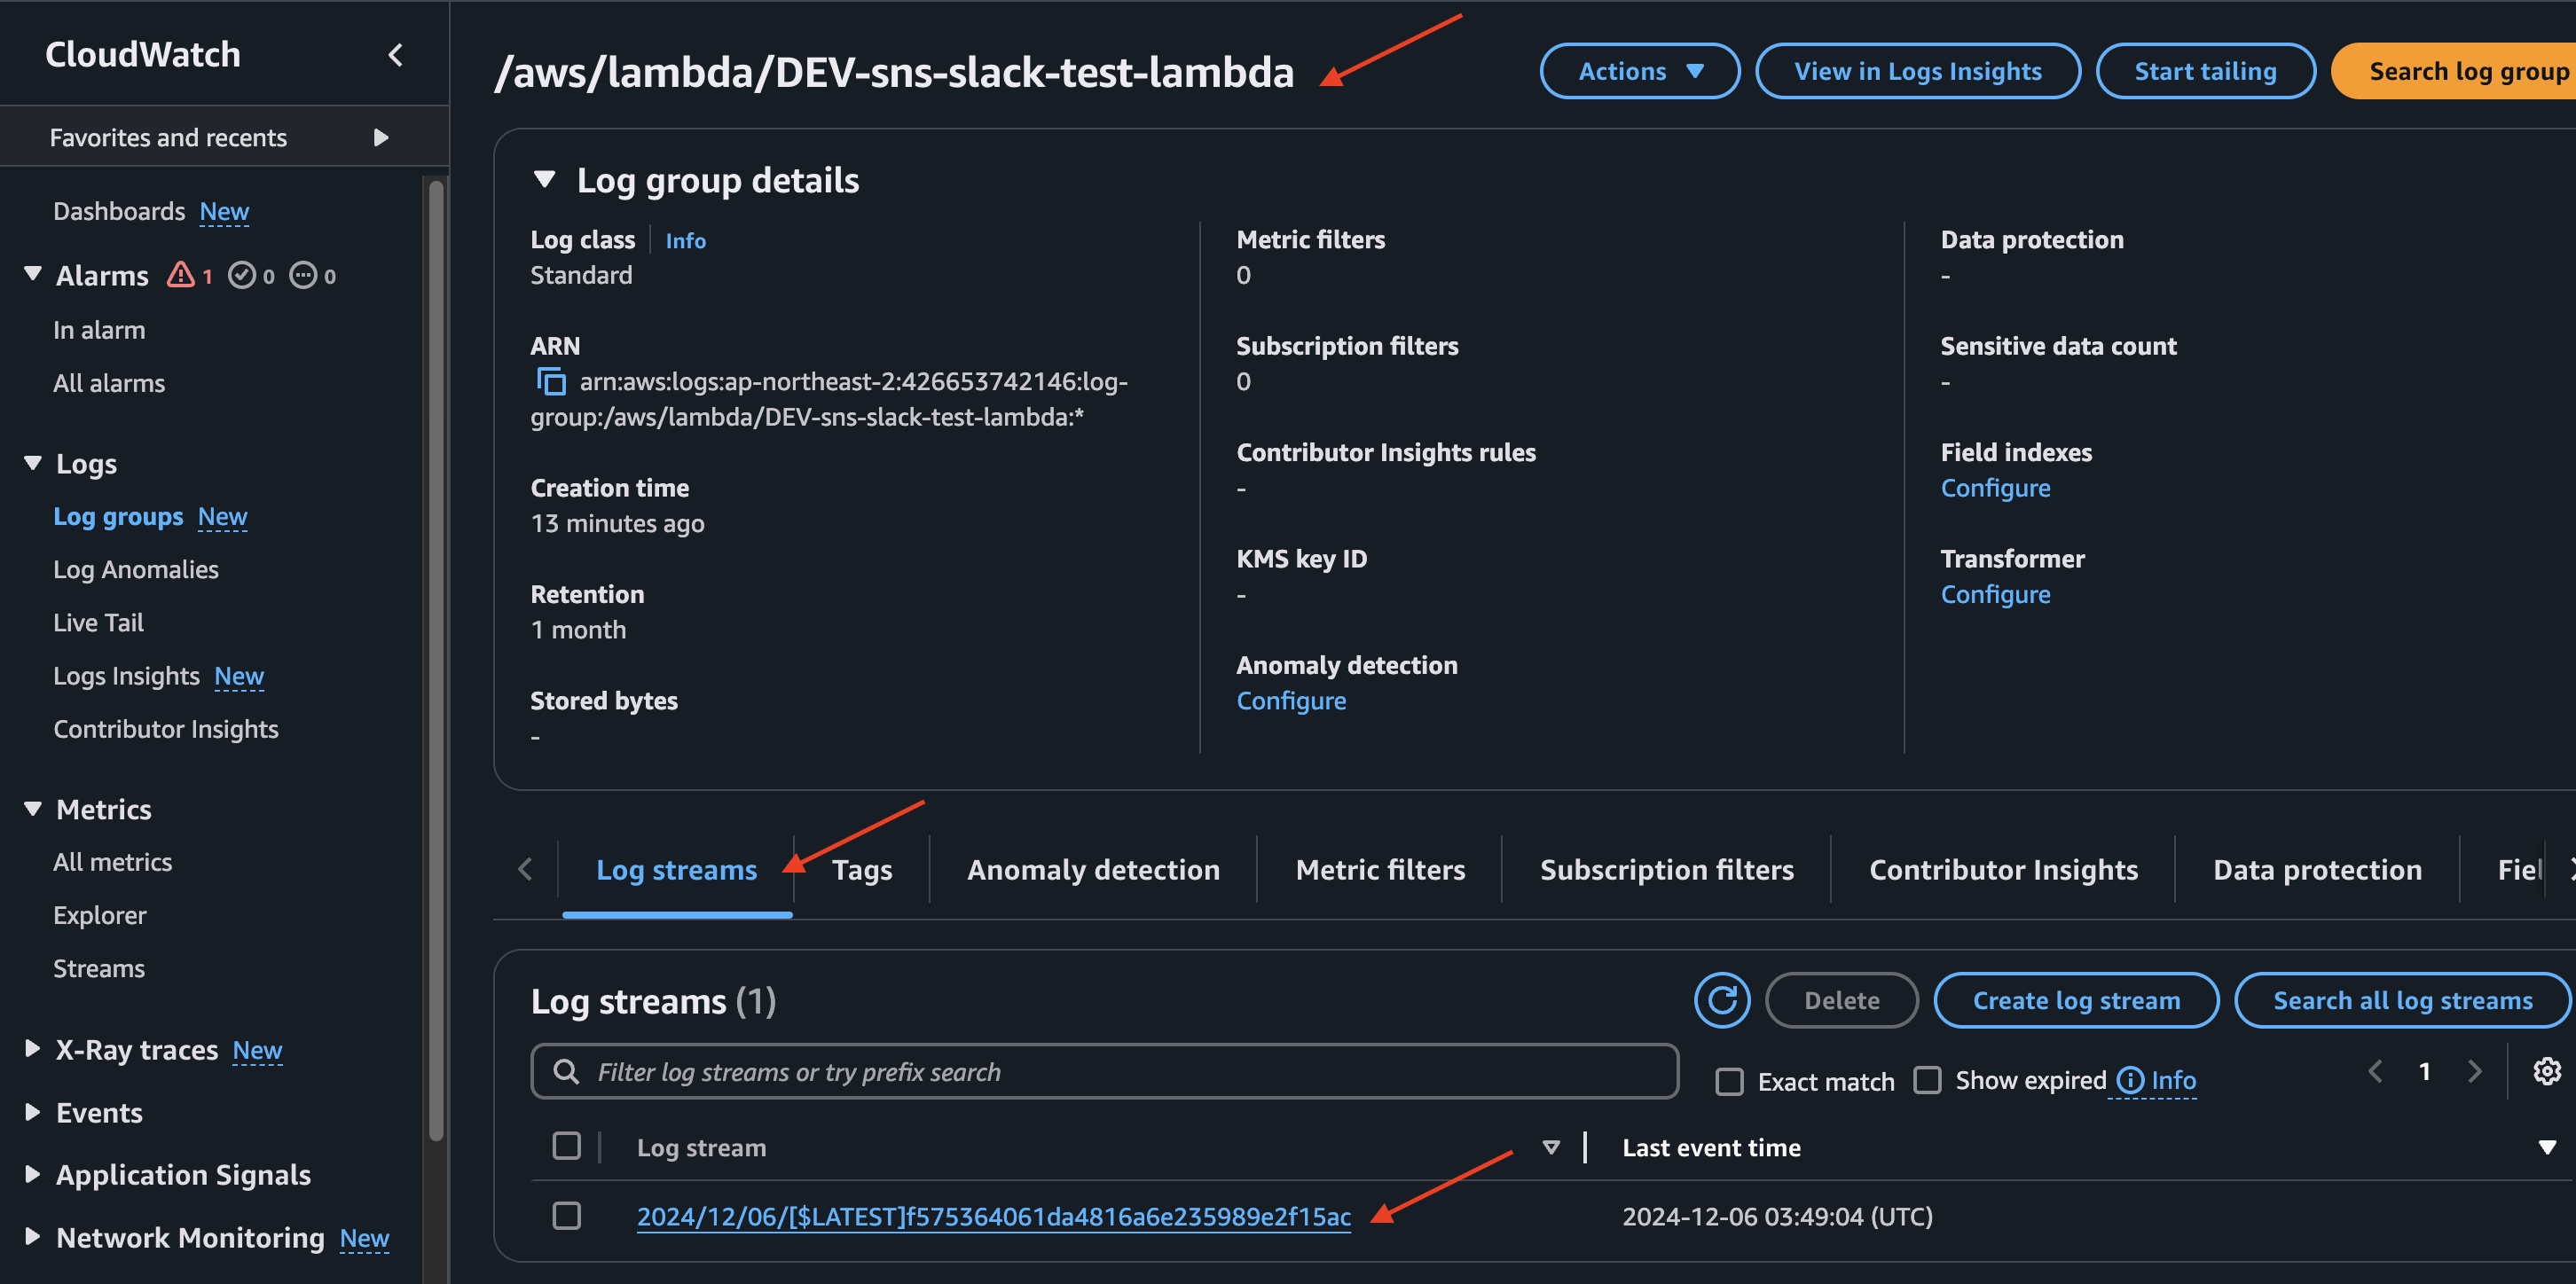 CloudWatch
Favorites and recents
Dashboards New
Alarms 1 0 0
In alarm
All alarms
Logs
Log groups New
Log Anomalies
Live Tail
Logs Insights New
Contributor Insights
Metrics
All metrics
Explorer
Streams
X-Ray traces New
Events
Application Signals
Network Monitoring New
/aws/lambda/DEV-sns-slack-test-lambda
Actions
View in Logs Insights
Start tailing
Search log group
Log group details
Log class
Info
Standard
ARN
arn:aws:logs:ap-northeast-2:426653742146:log-
group:/aws/lambda/DEV-sns-slack-test-lambda:*
Creation time
13 minutes ago
Retention
1 month
Stored bytes
-
Metric filters
0
Subscription filters
0
Contributor Insights rules
-
KMS key ID
-
Anomaly detection
Configure
Data protection
-
Sensitive data count
-
Field indexes
Configure
Transformer
Configure
Log streams
Tags
Anomaly detection
Metric filters
Subscription filters
Contributor Insights
Data protection
Fiel
Log streams (1)
Delete
Create log stream
Search all log streams
Filter log streams or try prefix search
Exact match
Show expired
Info
1
Log stream
Last event time
2024/12/06/[$LATEST]f575364061da4816a6e235989e2f15ac
2024-12-06 03:49:04 (UTC)